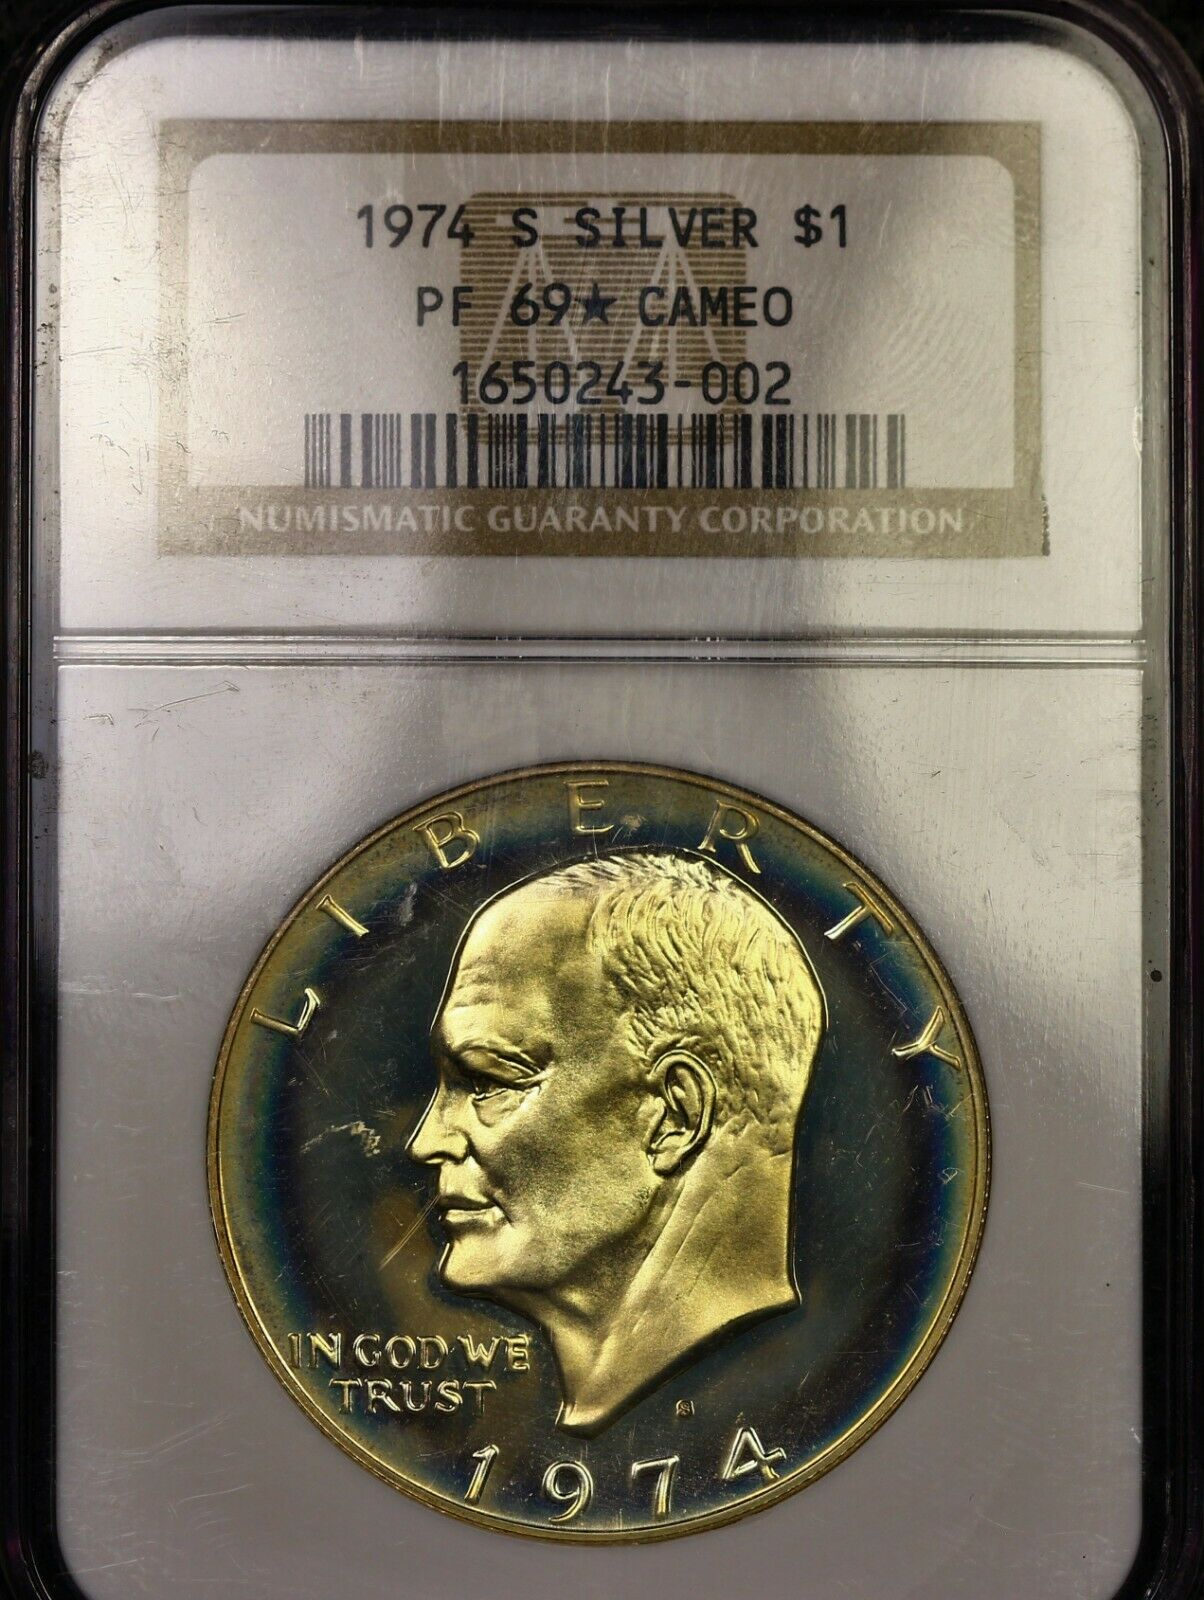 1974 S SILVER $1
PF 69★ CAMEO
1650243-002
NUMISMATIC GUARANTY CORPORATION
LIBERTY
IN GOD WE
TRUST
S
1974